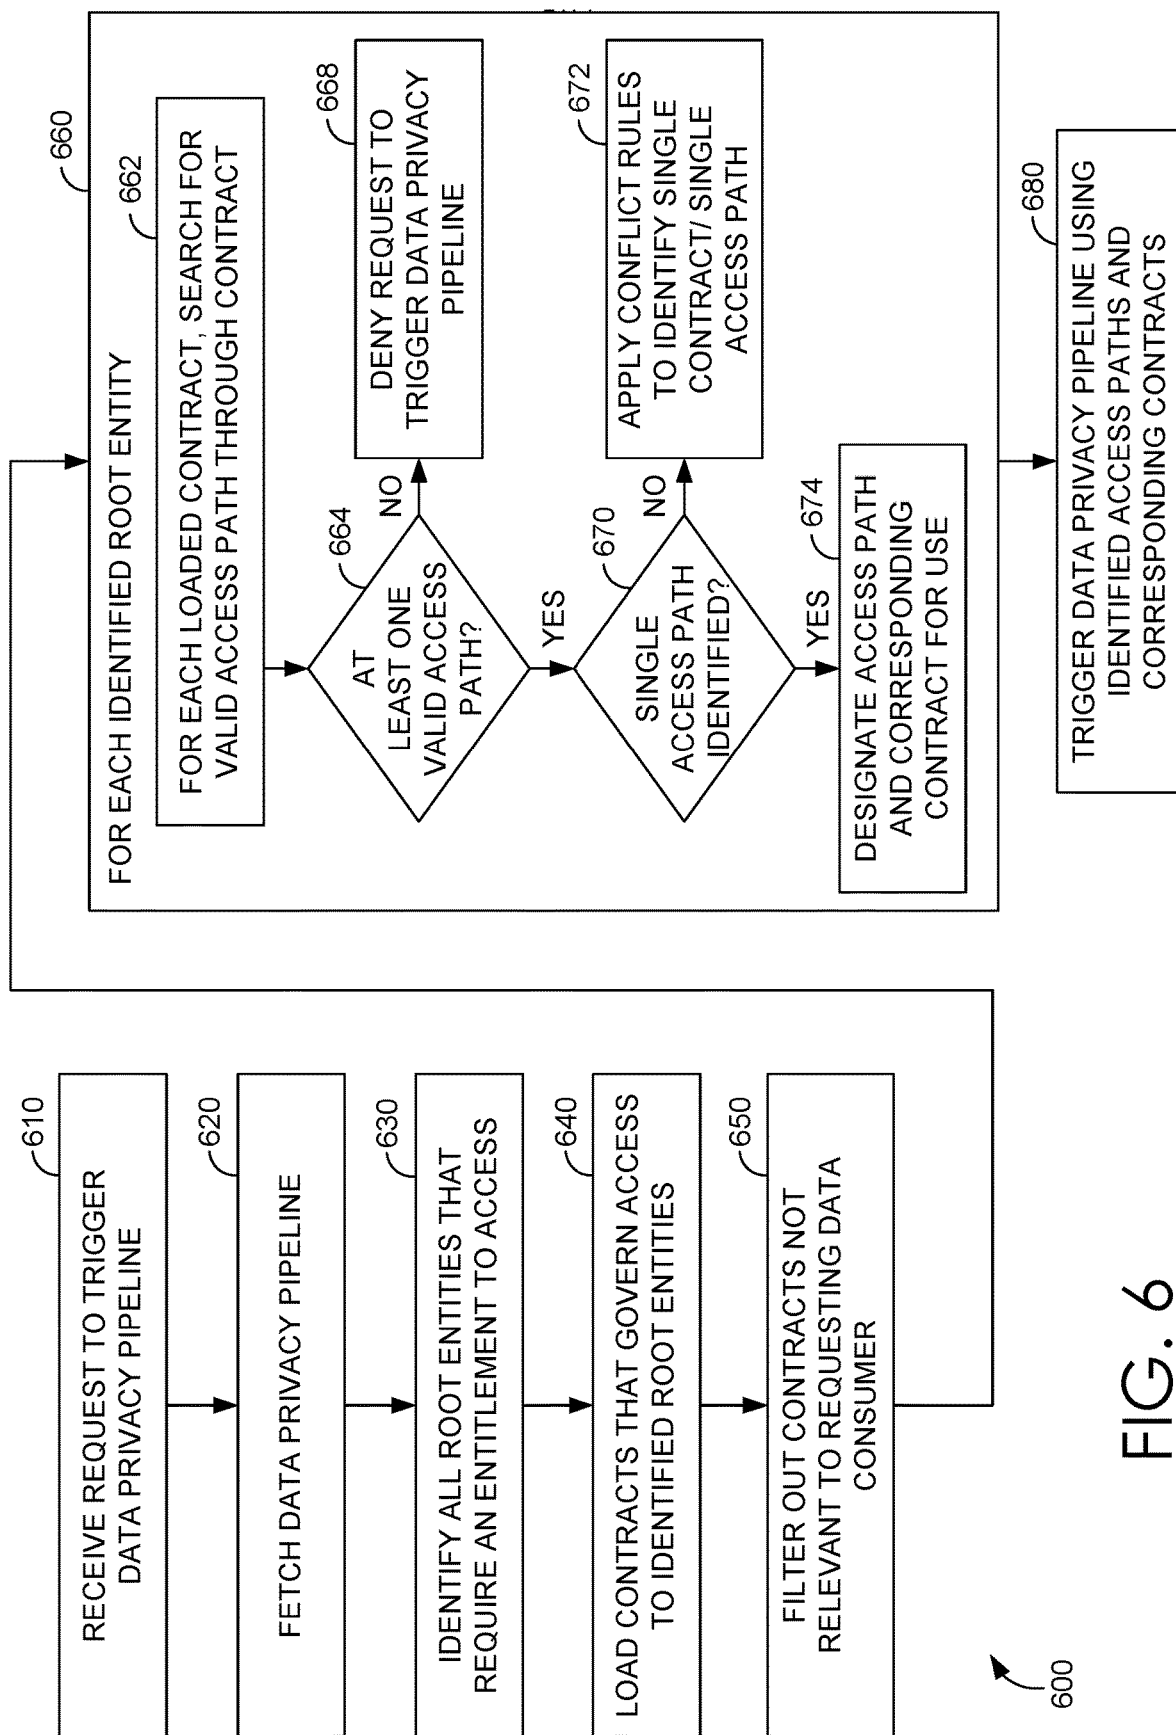 610
RECEIVE REQUEST TO TRIGGER
DATA PRIVACY PIPELINE
620
FETCH DATA PRIVACY PIPELINE
630
IDENTIFY ALL ROOT ENTITIES THAT
REQUIRE AN ENTITLEMENT TO ACCESS
640
LOAD CONTRACTS THAT GOVERN ACCESS
TO IDENTIFIED ROOT ENTITIES
650
FILTER OUT CONTRACTS NOT
RELEVANT TO REQUESTING DATA
CONSUMER
600
660
FOR EACH IDENTIFIED ROOT ENTITY
662
FOR EACH LOADED CONTRACT, SEARCH FOR
VALID ACCESS PATH THROUGH CONTRACT
664
AT
LEAST ONE
VALID ACCESS
PATH?
NO
668
DENY REQUEST TO
TRIGGER DATA PRIVACY
PIPELINE
YES
670
SINGLE
ACCESS PATH
IDENTIFIED?
NO
672
APPLY CONFLICT RULES
TO IDENTIFY SINGLE
CONTRACT/ SINGLE
ACCESS PATH
YES
674
DESIGNATE ACCESS PATH
AND CORRESPONDING
CONTRACT FOR USE
680
TRIGGER DATA PRIVACY PIPELINE USING
IDENTIFIED ACCESS PATHS AND
CORRESPONDING CONTRACTS
FIG. 6